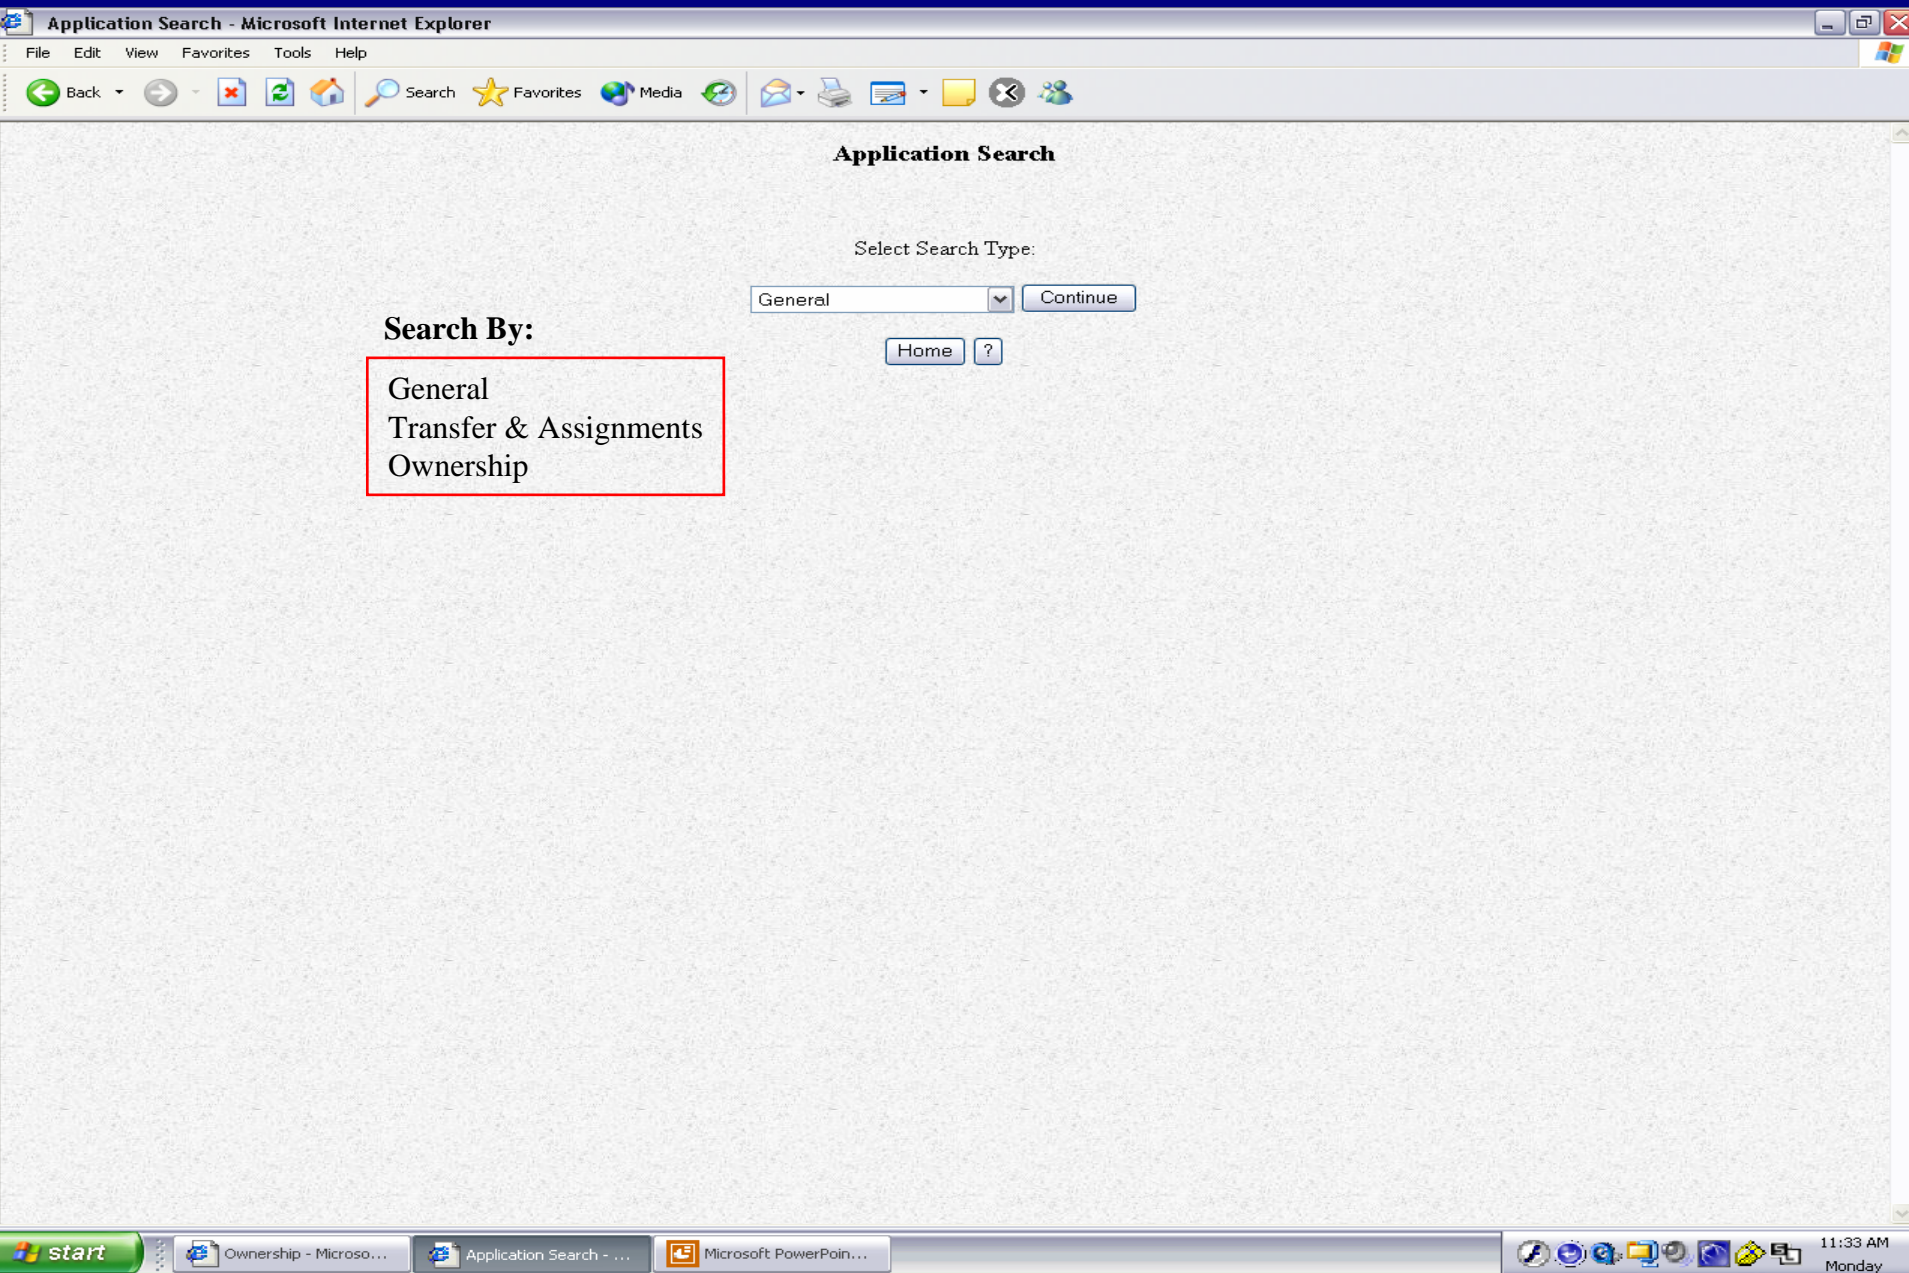 Application Search - Microsoft Internet Explorer
File Edit View Favorites Tools Help
Back Search Favorites Media
Application Search
Select Search Type:
General Continue
Home ?
Search By:
General
Transfer & Assignments
Ownership
start Ownership - Microso... Application Search - ... Microsoft PowerPoin... 11:33 AM
Monday